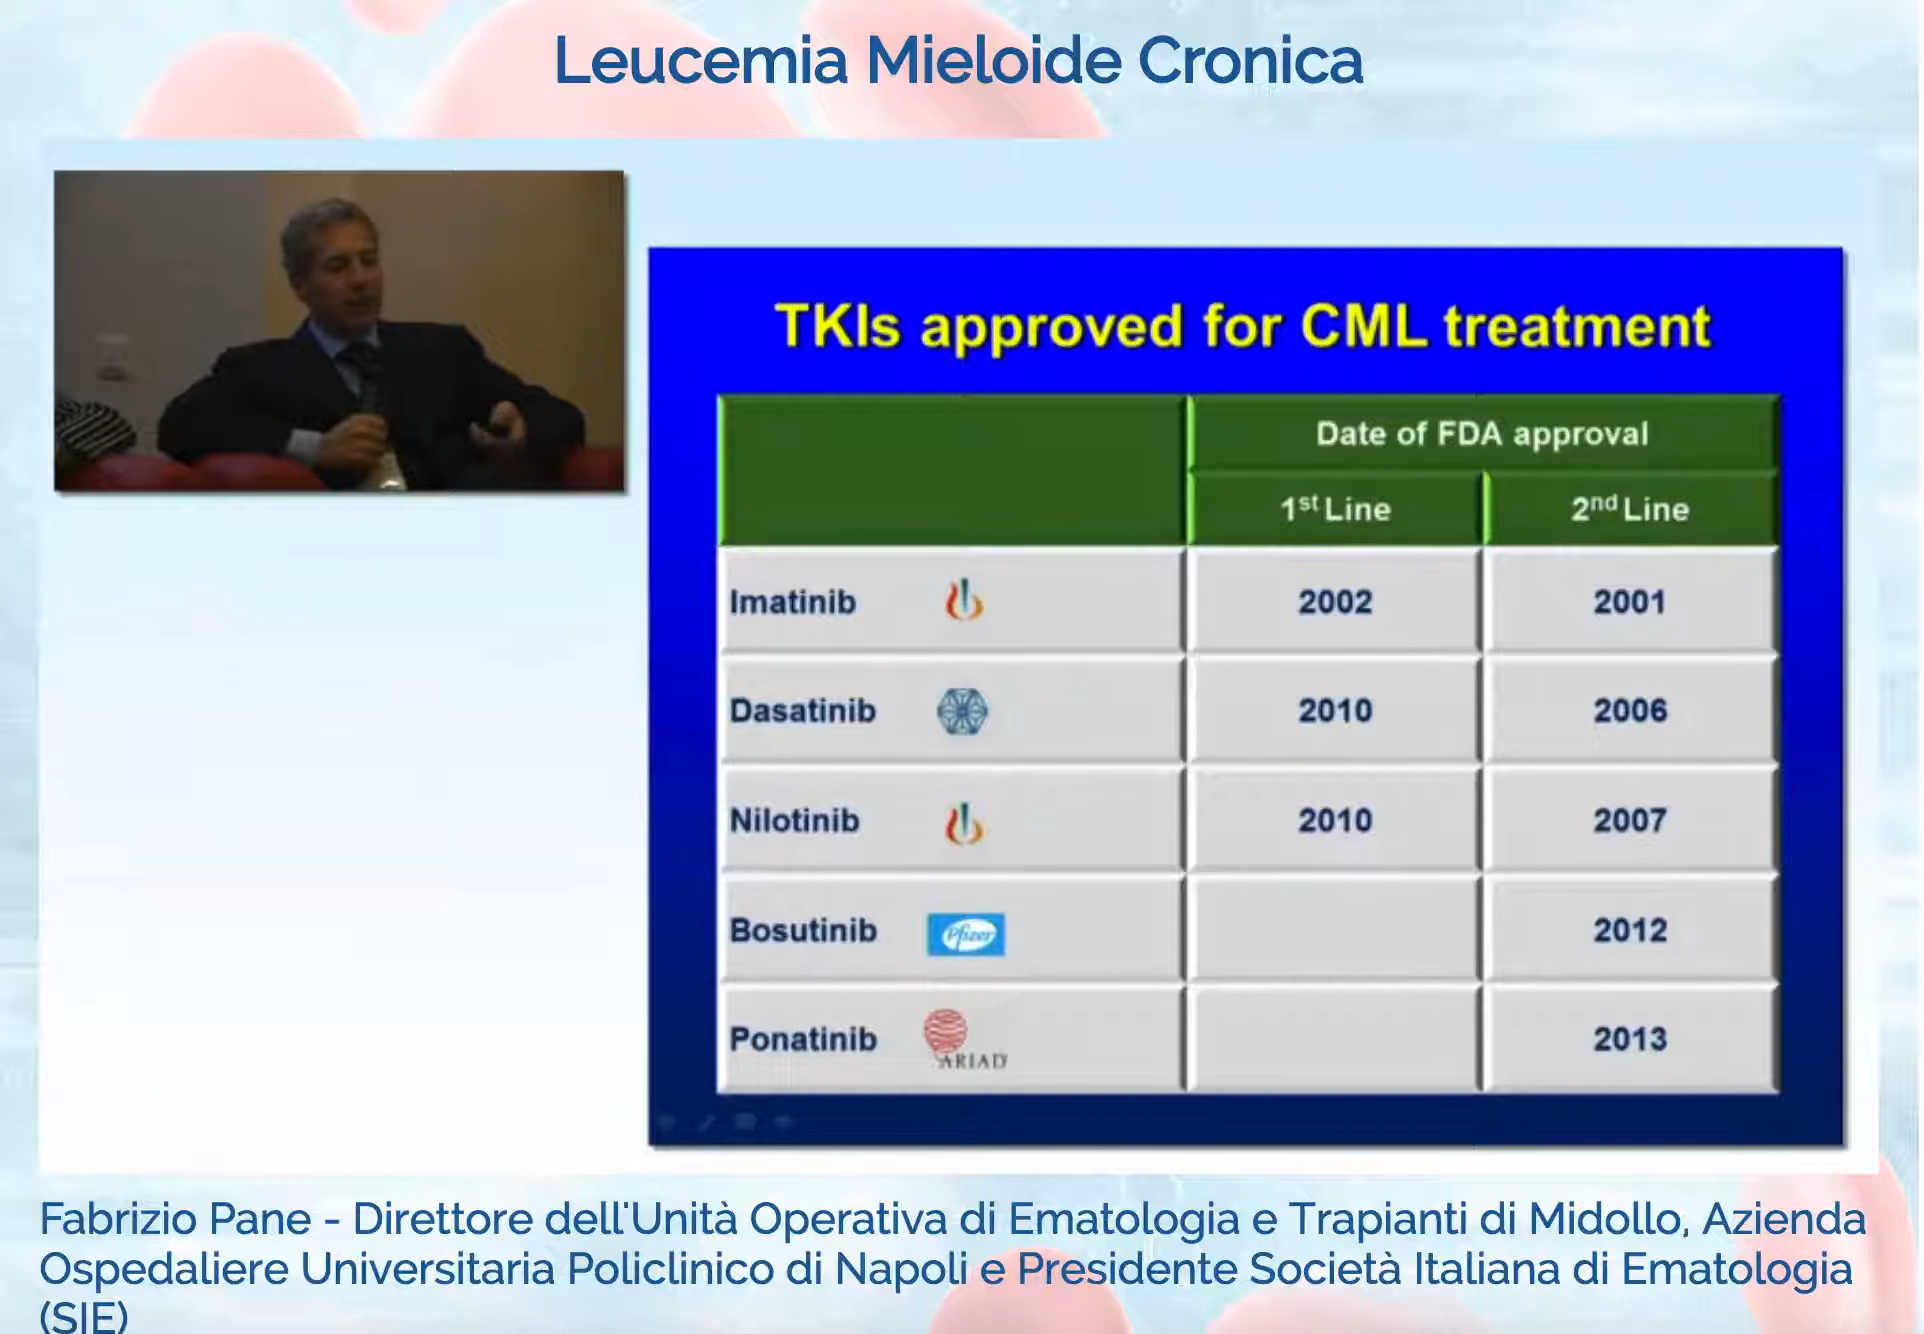 Leucemia Mieloide Cronica
TKIs approved for CML treatment
Date of FDA approval
1st Line 2nd Line
Imatinib 2002 2001
Dasatinib 2010 2006
Nilotinib 2010 2007
Bosutinib Pfizer 2012
Ponatinib ARIAD 2013
Fabrizio Pane - Direttore dell'Unità Operativa di Ematologia e Trapianti di Midollo, Azienda
Ospedaliere Universitaria Policlinico di Napoli e Presidente Società Italiana di Ematologia
(SIE)